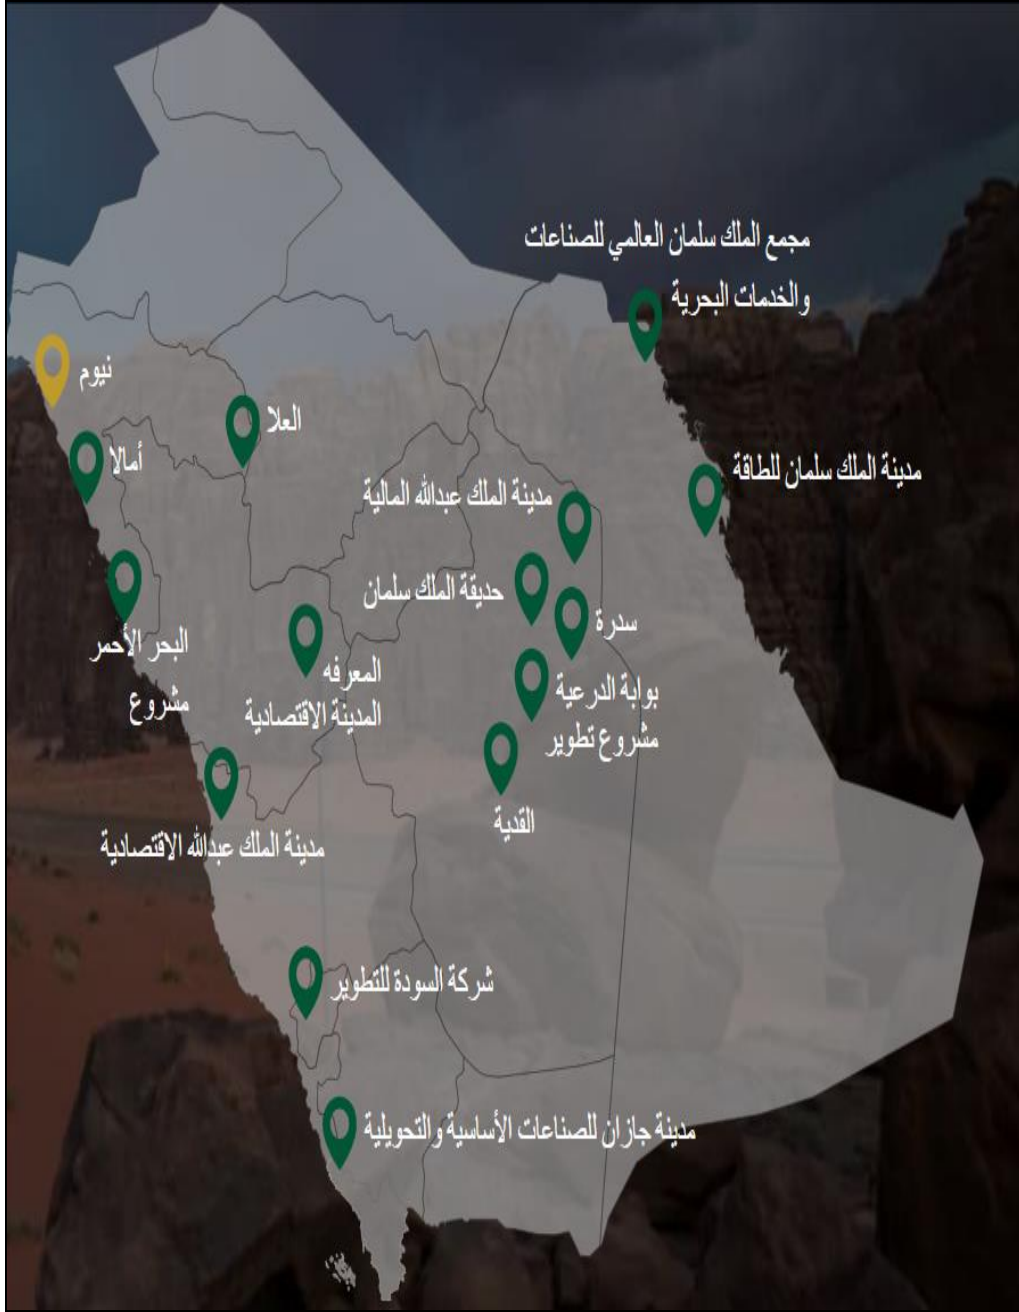 مجمع الملك سلمان العالمي للصناعات
والخدمات البحرية
نيوم
العلا
أمالا
مدينة الملك سلمان للطاقة
مدينة الملك عبدالله المالية
حديقة الملك سلمان
سدرة
البحر الأحمر
مشروع
المعرفه
المدينة الاقتصادية
بوابة الدرعية
مشروع تطوير
القدية
مدينة الملك عبدالله الاقتصادية
شركة السودة للتطوير
مدينة جازان للصناعات الأساسية والتحويلية